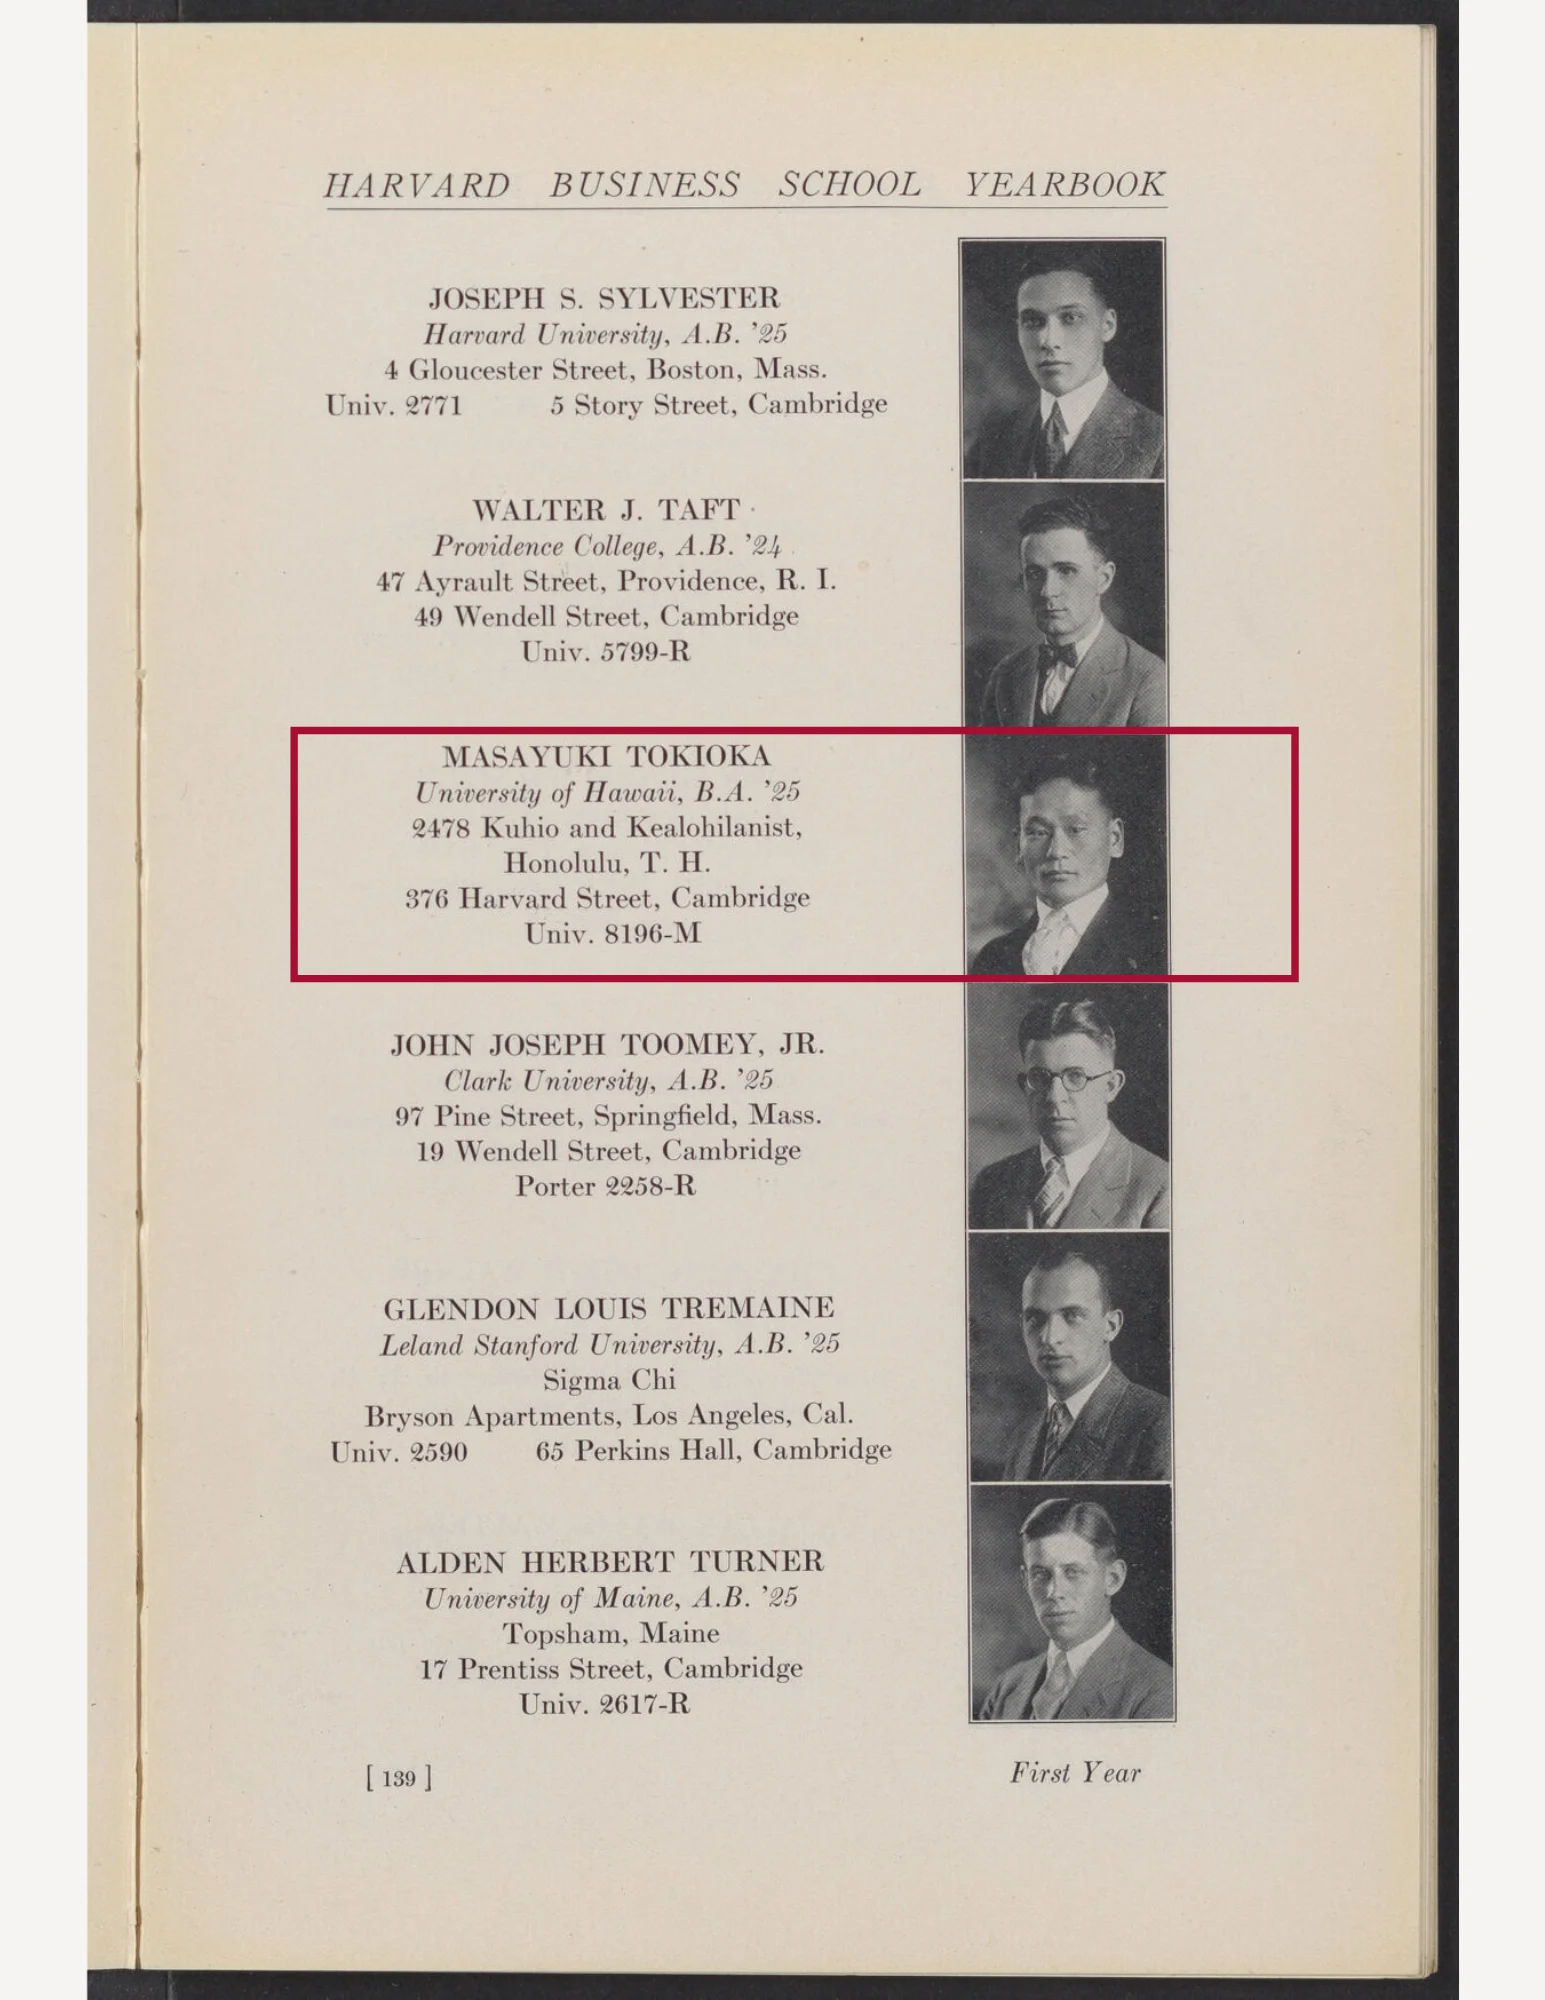 HARVARD BUSINESS SCHOOL YEARBOOK
JOSEPH S. SYLVESTER
Harvard University, A.B. ’25
4 Gloucester Street, Boston, Mass.
Univ. 2771 5 Story Street, Cambridge
WALTER J. TAFT
Providence College, A.B. ’24
47 Ayrault Street, Providence, R. I.
49 Wendell Street, Cambridge
Univ. 5799-R
MASAYUKI TOKIOKA
University of Hawaii, B.A. ’25
2478 Kuhio and Kealohilanist,
Honolulu, T. H.
376 Harvard Street, Cambridge
Univ. 8196-M
JOHN JOSEPH TOOMEY, JR.
Clark University, A.B. ’25
97 Pine Street, Springfield, Mass.
19 Wendell Street, Cambridge
Porter 2258-R
GLENDON LOUIS TREMAINE
Leland Stanford University, A.B. ’25
Sigma Chi
Bryson Apartments, Los Angeles, Cal.
Univ. 2590 65 Perkins Hall, Cambridge
ALDEN HERBERT TURNER
University of Maine, A.B. ’25
Topsham, Maine
17 Prentiss Street, Cambridge
Univ. 2617-R
[ 139 ] First Year